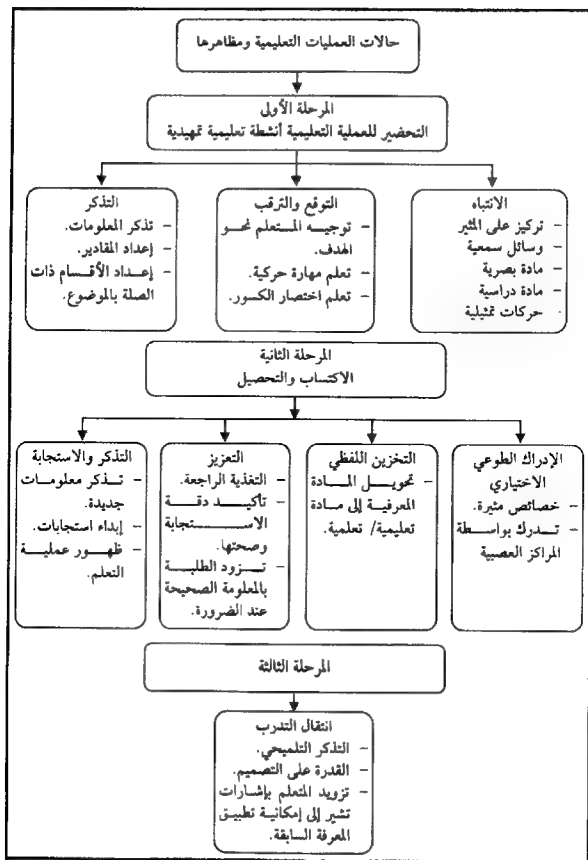 حالات العمليات التعليمية ومظاهرها
المرحلة الأولى
التحضير للعملية التعليمية أنشطة تعليمية تمهيدية
الانتباه
– تركيز على المثير
– وسائل سمعية
– مادة بصرية
– مادة دراسية
حركات تمثيلية
التوقع والترقب
– توجيه المتعلم نحو
الهدف.
– تعلم مهارة حركية.
– تعلم اختصار الكسور.
التذكر
– تذكر المعلومات.
– إعداد المقادير.
– إعداد الأقسام ذات
الصلة بالموضوع.
المرحلة الثانية
الاكتساب والتحصيل
الإدراك الطوعي
الاختياري
– خصائص مثيرة.
– تدرك بواسطة
المراكز العصبية
التخزين اللفظي
– تحويل المادة
المعرفية إلى مادة
تعليمية/ تعلمية.
التعزيز
– التغذية الراجعة.
– تأكيد دقة
الاستجابة
وصحتها.
– تزود الطلبة
بالمعلومة الصحيحة
عند الضرورة.
التذكر والاستجابة
– تذكر معلومات
جديدة.
– إبداء استجابات.
– ظهور عملية
التعلم.
المرحلة الثالثة
انتقال التدرب
– التذكر التلميحي.
– القدرة على التصميم.
– تزويد المتعلم بإشارات
تشير إلى إمكانية تطبيق
المعرفة السابقة.